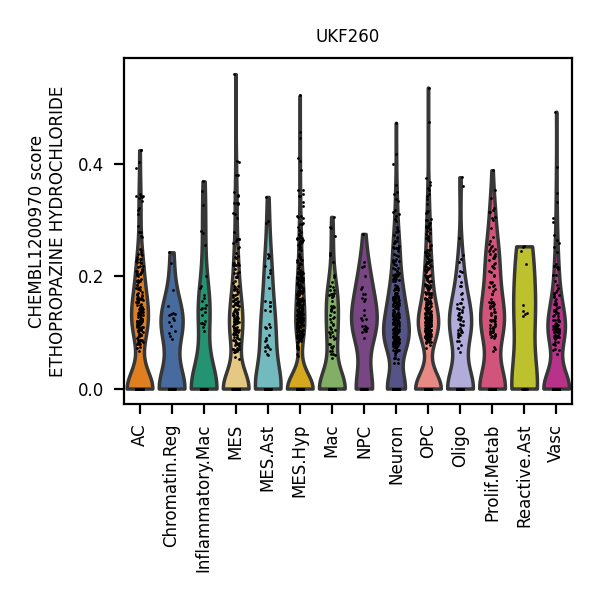 UKF260
CHEMBL1200970 score
ETHOPROPAZINE HYDROCHLORIDE
0.4
0.2
0.0
AC
Chromatin.Reg
Inflammatory.Mac
MES
MES.Ast
MES.Hyp
Mac
NPC
Neuron
OPC
Oligo
Prolif.Metab
Reactive.Ast
Vasc